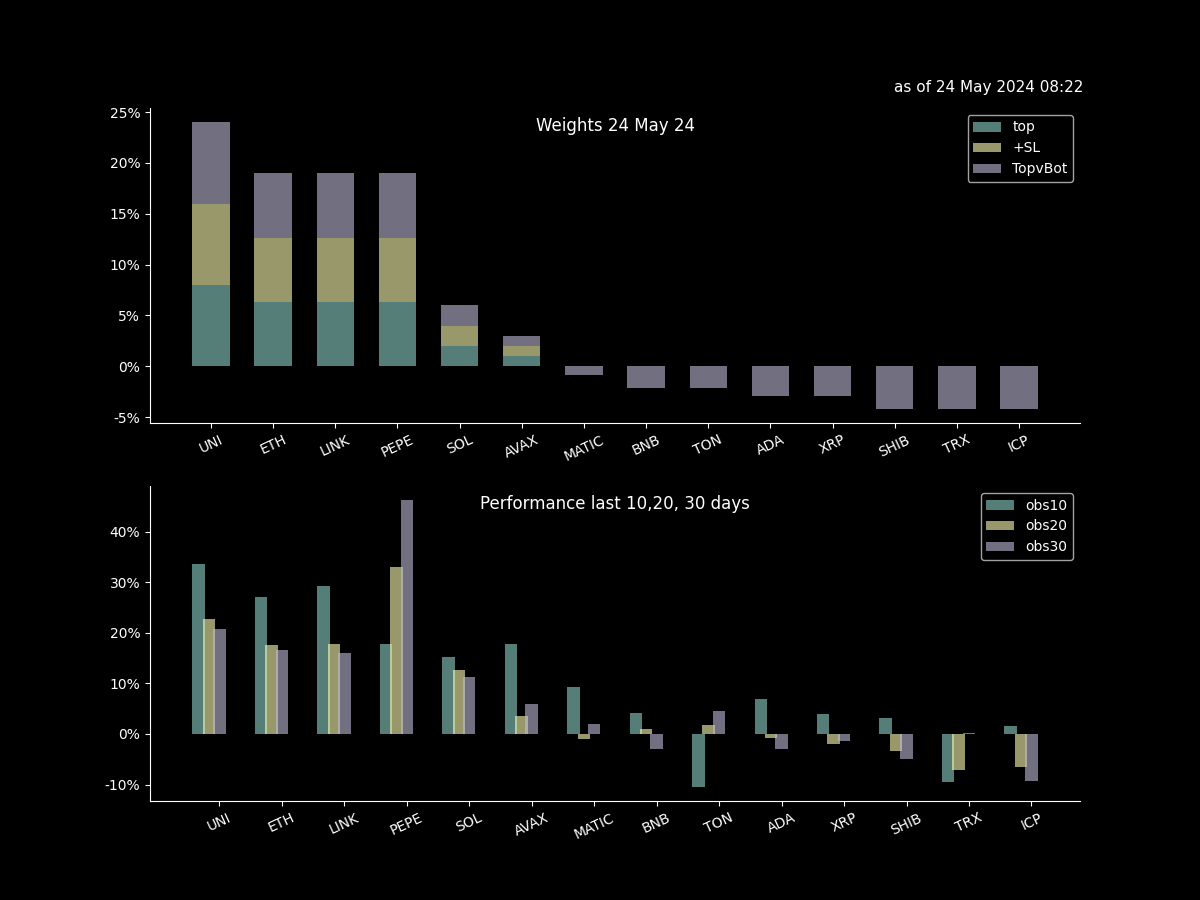 as of 24 May 2024 08:22
Weights 24 May 24
top
+SL
TopvBot
25%
20%
15%
10%
5%
0%
-5%
UNI ETH LINK PEPE SOL AVAX MATIC BNB TON ADA XRP SHIB TRX ICP
Performance last 10,20, 30 days
obs10
obs20
obs30
40%
30%
20%
10%
0%
-10%
UNI ETH LINK PEPE SOL AVAX MATIC BNB TON ADA XRP SHIB TRX ICP